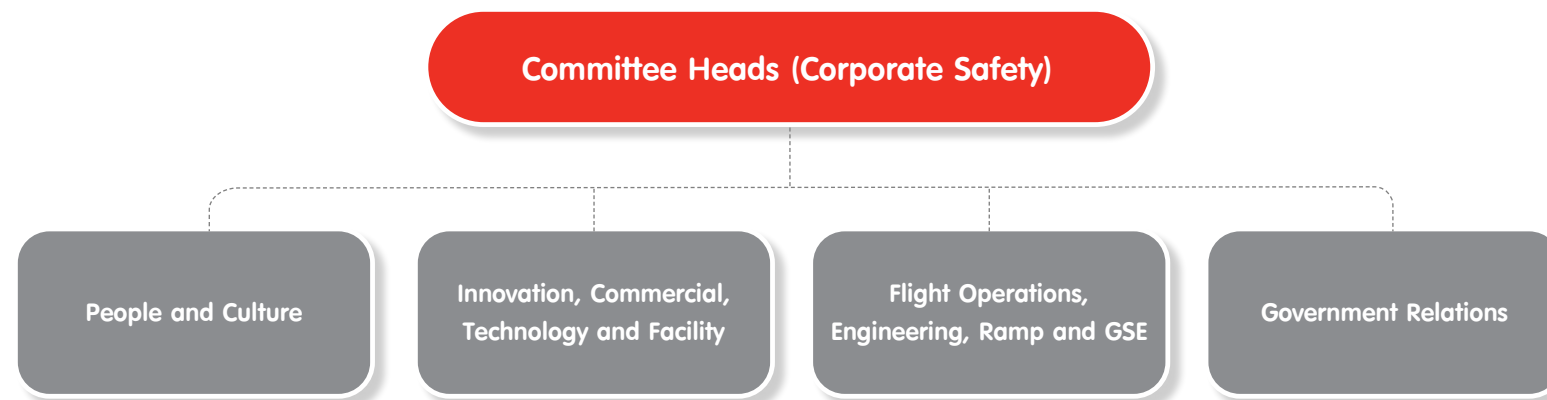 Committee Heads (Corporate Safety)
People and Culture
Innovation, Commercial,
Technology and Facility
Flight Operations,
Engineering, Ramp and GSE
Government Relations